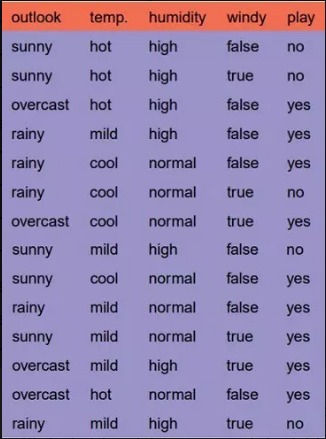 outlook temp. humidity windy play
sunny hot high false no
sunny hot high true no
overcast hot high false yes
rainy mild high false yes
rainy cool normal false yes
rainy cool normal true no
overcast cool normal true yes
sunny mild high false no
sunny cool normal false yes
rainy mild normal false yes
sunny mild normal true yes
overcast mild high true yes
overcast hot normal false yes
rainy mild high true no